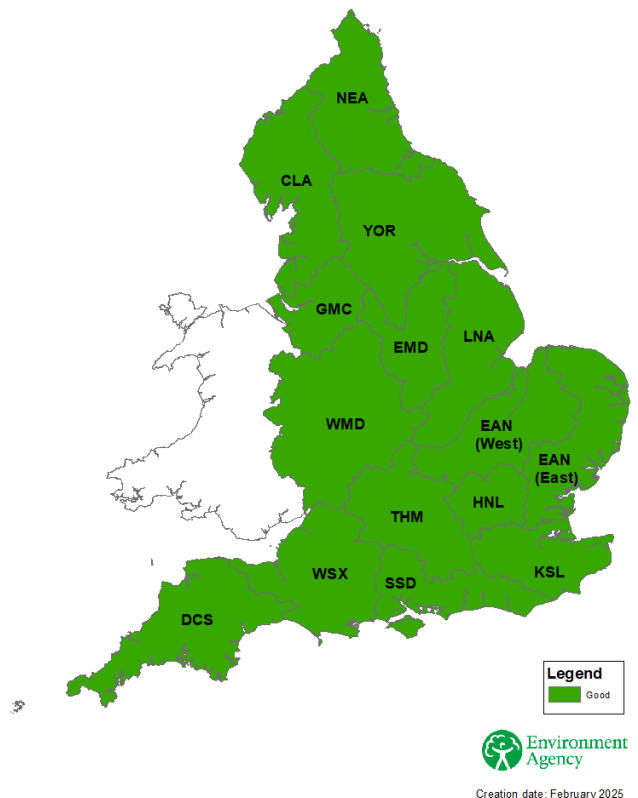 NEA
CLA
YOR
GMC
EMD
LNA
WMD
EAN
(West)
EAN
(East)
HNL
THM
WSX
SSD
KSL
DCS
Legend
Good
Environment
Agency
Creation date: February 2025